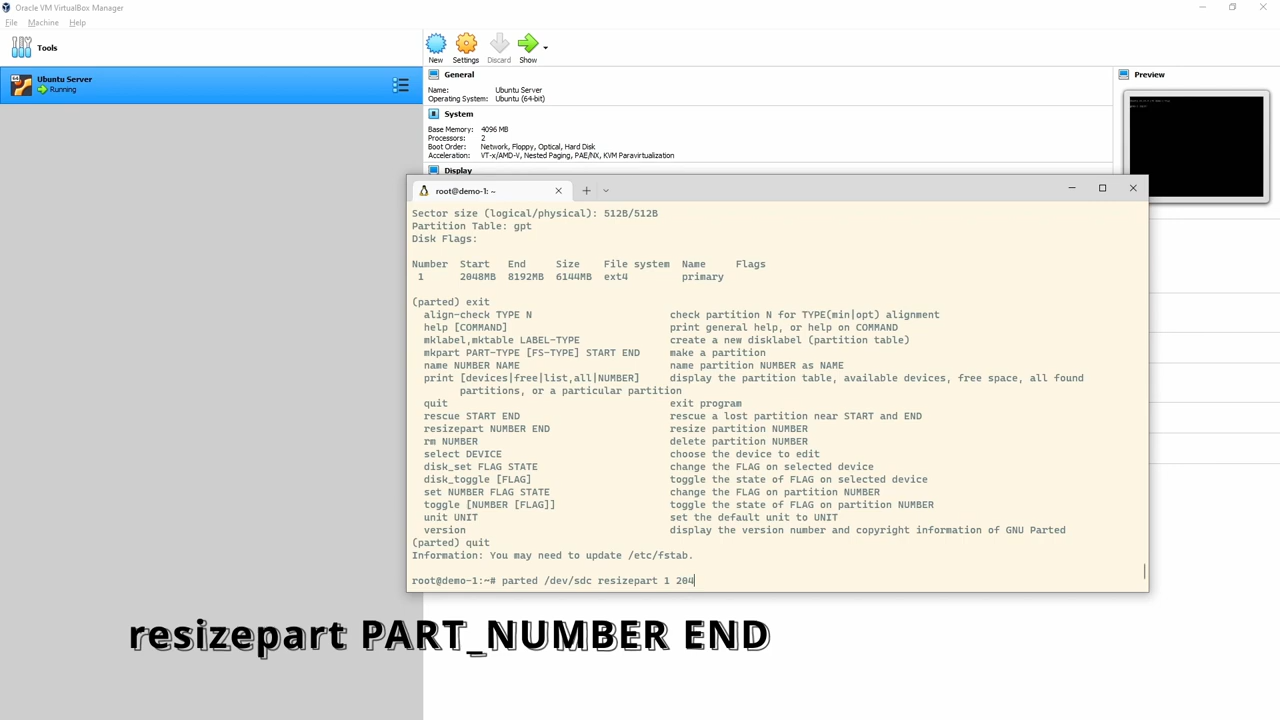 Oracle VM VirtualBox Manager
File Machine Help
Tools
Ubuntu Server
Running
New Settings Discard Show
General
Name: Ubuntu Server
Operating System: Ubuntu (64-bit)
System
Base Memory: 4096 MB
Processors: 2
Boot Order: Network, Floppy, Optical, Hard Disk
Acceleration: VT-x/AMD-V, Nested Paging, PAE/NX, KVM Paravirtualization
Display
Preview
root@demo-1: ~
Sector size (logical/physical): 512B/512B
Partition Table: gpt
Disk Flags:
Number Start End Size File system Name Flags
1 2048MB 8192MB 6144MB ext4 primary
(parted) exit
align-check TYPE N check partition N for TYPE(min|opt) alignment
help [COMMAND] print general help, or help on COMMAND
mklabel,mktable LABEL-TYPE create a new disklabel (partition table)
mkpart PART-TYPE [FS-TYPE] START END make a partition
name NUMBER NAME name partition NUMBER as NAME
print [devices|free|list,all|NUMBER] display the partition table, available devices, free space, all found
partitions, or a particular partition
quit exit program
rescue START END rescue a lost partition near START and END
resizepart NUMBER END resize partition NUMBER
rm NUMBER delete partition NUMBER
select DEVICE choose the device to edit
disk_set FLAG STATE change the FLAG on selected device
disk_toggle [FLAG] toggle the state of FLAG on selected device
set NUMBER FLAG STATE change the FLAG on partition NUMBER
toggle [NUMBER [FLAG]] toggle the state of FLAG on partition NUMBER
unit UNIT set the default unit to UNIT
version display the version number and copyright information of GNU Parted
(parted) quit
Information: You may need to update /etc/fstab.
root@demo-1:~# parted /dev/sdc resizepart 1 204
resizepart PART_NUMBER END